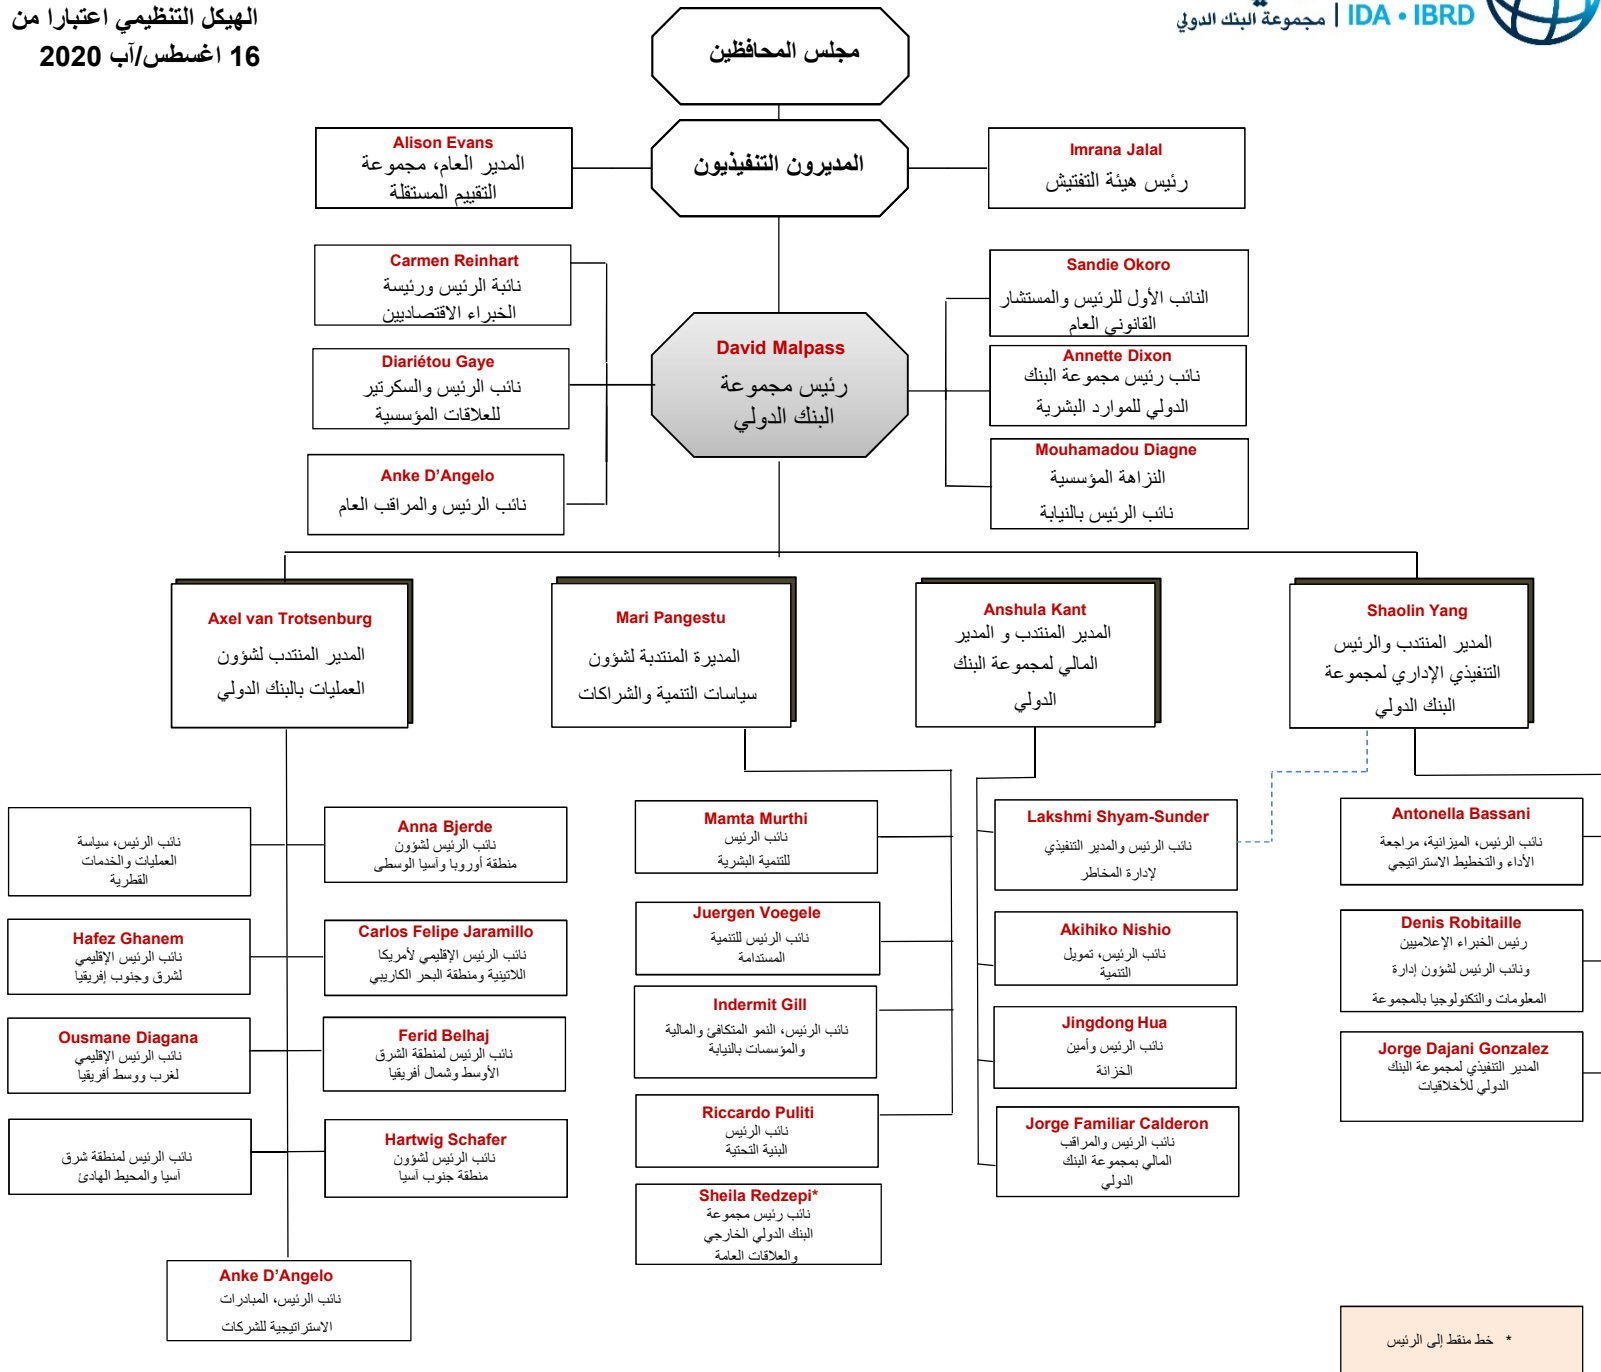 الهيكل التنظيمي اعتبارا من
16 اغسطس/آب 2020
IDA • IBRD | مجموعة البنك الدولي
مجلس المحافظين
Alison Evans
المدير العام، مجموعة
التقييم المستقلة
المديرون التنفيذيون
Imrana Jalal
رئيس هيئة التفتيش
Carmen Reinhart
نائبة الرئيس ورئيسة
الخبراء الاقتصاديين
Diariétou Gaye
نائب الرئيس والسكرتير
للعلاقات المؤسسية
Anke D’Angelo
نائب الرئيس والمراقب العام
David Malpass
رئيس مجموعة
البنك الدولي
Sandie Okoro
النائب الأول للرئيس والمستشار
القانوني العام
Annette Dixon
نائب رئيس مجموعة البنك
الدولي للموارد البشرية
Mouhamadou Diagne
النزاهة المؤسسية
نائب الرئيس بالنيابة
Axel van Trotsenburg
المدير المنتدب لشؤون
العمليات بالبنك الدولي
Mari Pangestu
المديرة المنتدبة لشؤون
سياسات التنمية والشراكات
Anshula Kant
المدير المنتدب و المدير
المالي لمجموعة البنك
الدولي
Shaolin Yang
المدير المنتدب والرئيس
التنفيذي الإداري لمجموعة
البنك الدولي
نائب الرئيس، سياسة
العمليات والخدمات
القطرية
Anna Bjerde
نائب الرئيس لشؤون
منطقة أوروبا وآسيا الوسطى
Hafez Ghanem
نائب الرئيس الإقليمي
لشرق وجنوب إفريقيا
Carlos Felipe Jaramillo
نائب الرئيس الإقليمي لأمريكا
اللاتينية ومنطقة البحر الكاريبي
Ousmane Diagana
نائب الرئيس الإقليمي
لغرب ووسط أفريقيا
Ferid Belhaj
نائب الرئيس لمنطقة الشرق
الأوسط وشمال أفريقيا
نائب الرئيس لمنطقة شرق
آسيا والمحيط الهادئ
Hartwig Schafer
نائب الرئيس لشؤون
منطقة جنوب آسيا
Anke D’Angelo
نائب الرئيس، المبادرات
الاستراتيجية للشركات
Mamta Murthi
نائب الرئيس
للتنمية البشرية
Juergen Voegele
نائب الرئيس للتنمية
المستدامة
Indermit Gill
نائب الرئيس، النمو المتكافئ والمالية
والمؤسسات بالنيابة
Riccardo Puliti
نائب الرئيس
البنية التحتية
Sheila Redzepi*
نائب رئيس مجموعة
البنك الدولي الخارجي
والعلاقات العامة
Lakshmi Shyam-Sunder
نائب الرئيس والمدير التنفيذي
لإدارة المخاطر
Akihiko Nishio
نائب الرئيس، تمويل
التنمية
Jingdong Hua
نائب الرئيس وأمين
الخزانة
Jorge Familiar Calderon
نائب الرئيس والمراقب
المالي بمجموعة البنك
الدولي
Antonella Bassani
نائب الرئيس، الميزانية، مراجعة
الأداء والتخطيط الاستراتيجي
Denis Robitaille
رئيس الخبراء الإعلاميين
ونائب الرئيس لشؤون إدارة
المعلومات والتكنولوجيا بالمجموعة
Jorge Dajani Gonzalez
المدير التنفيذي لمجموعة البنك
الدولي للأخلاقيات
* خط منقط إلى الرئيس